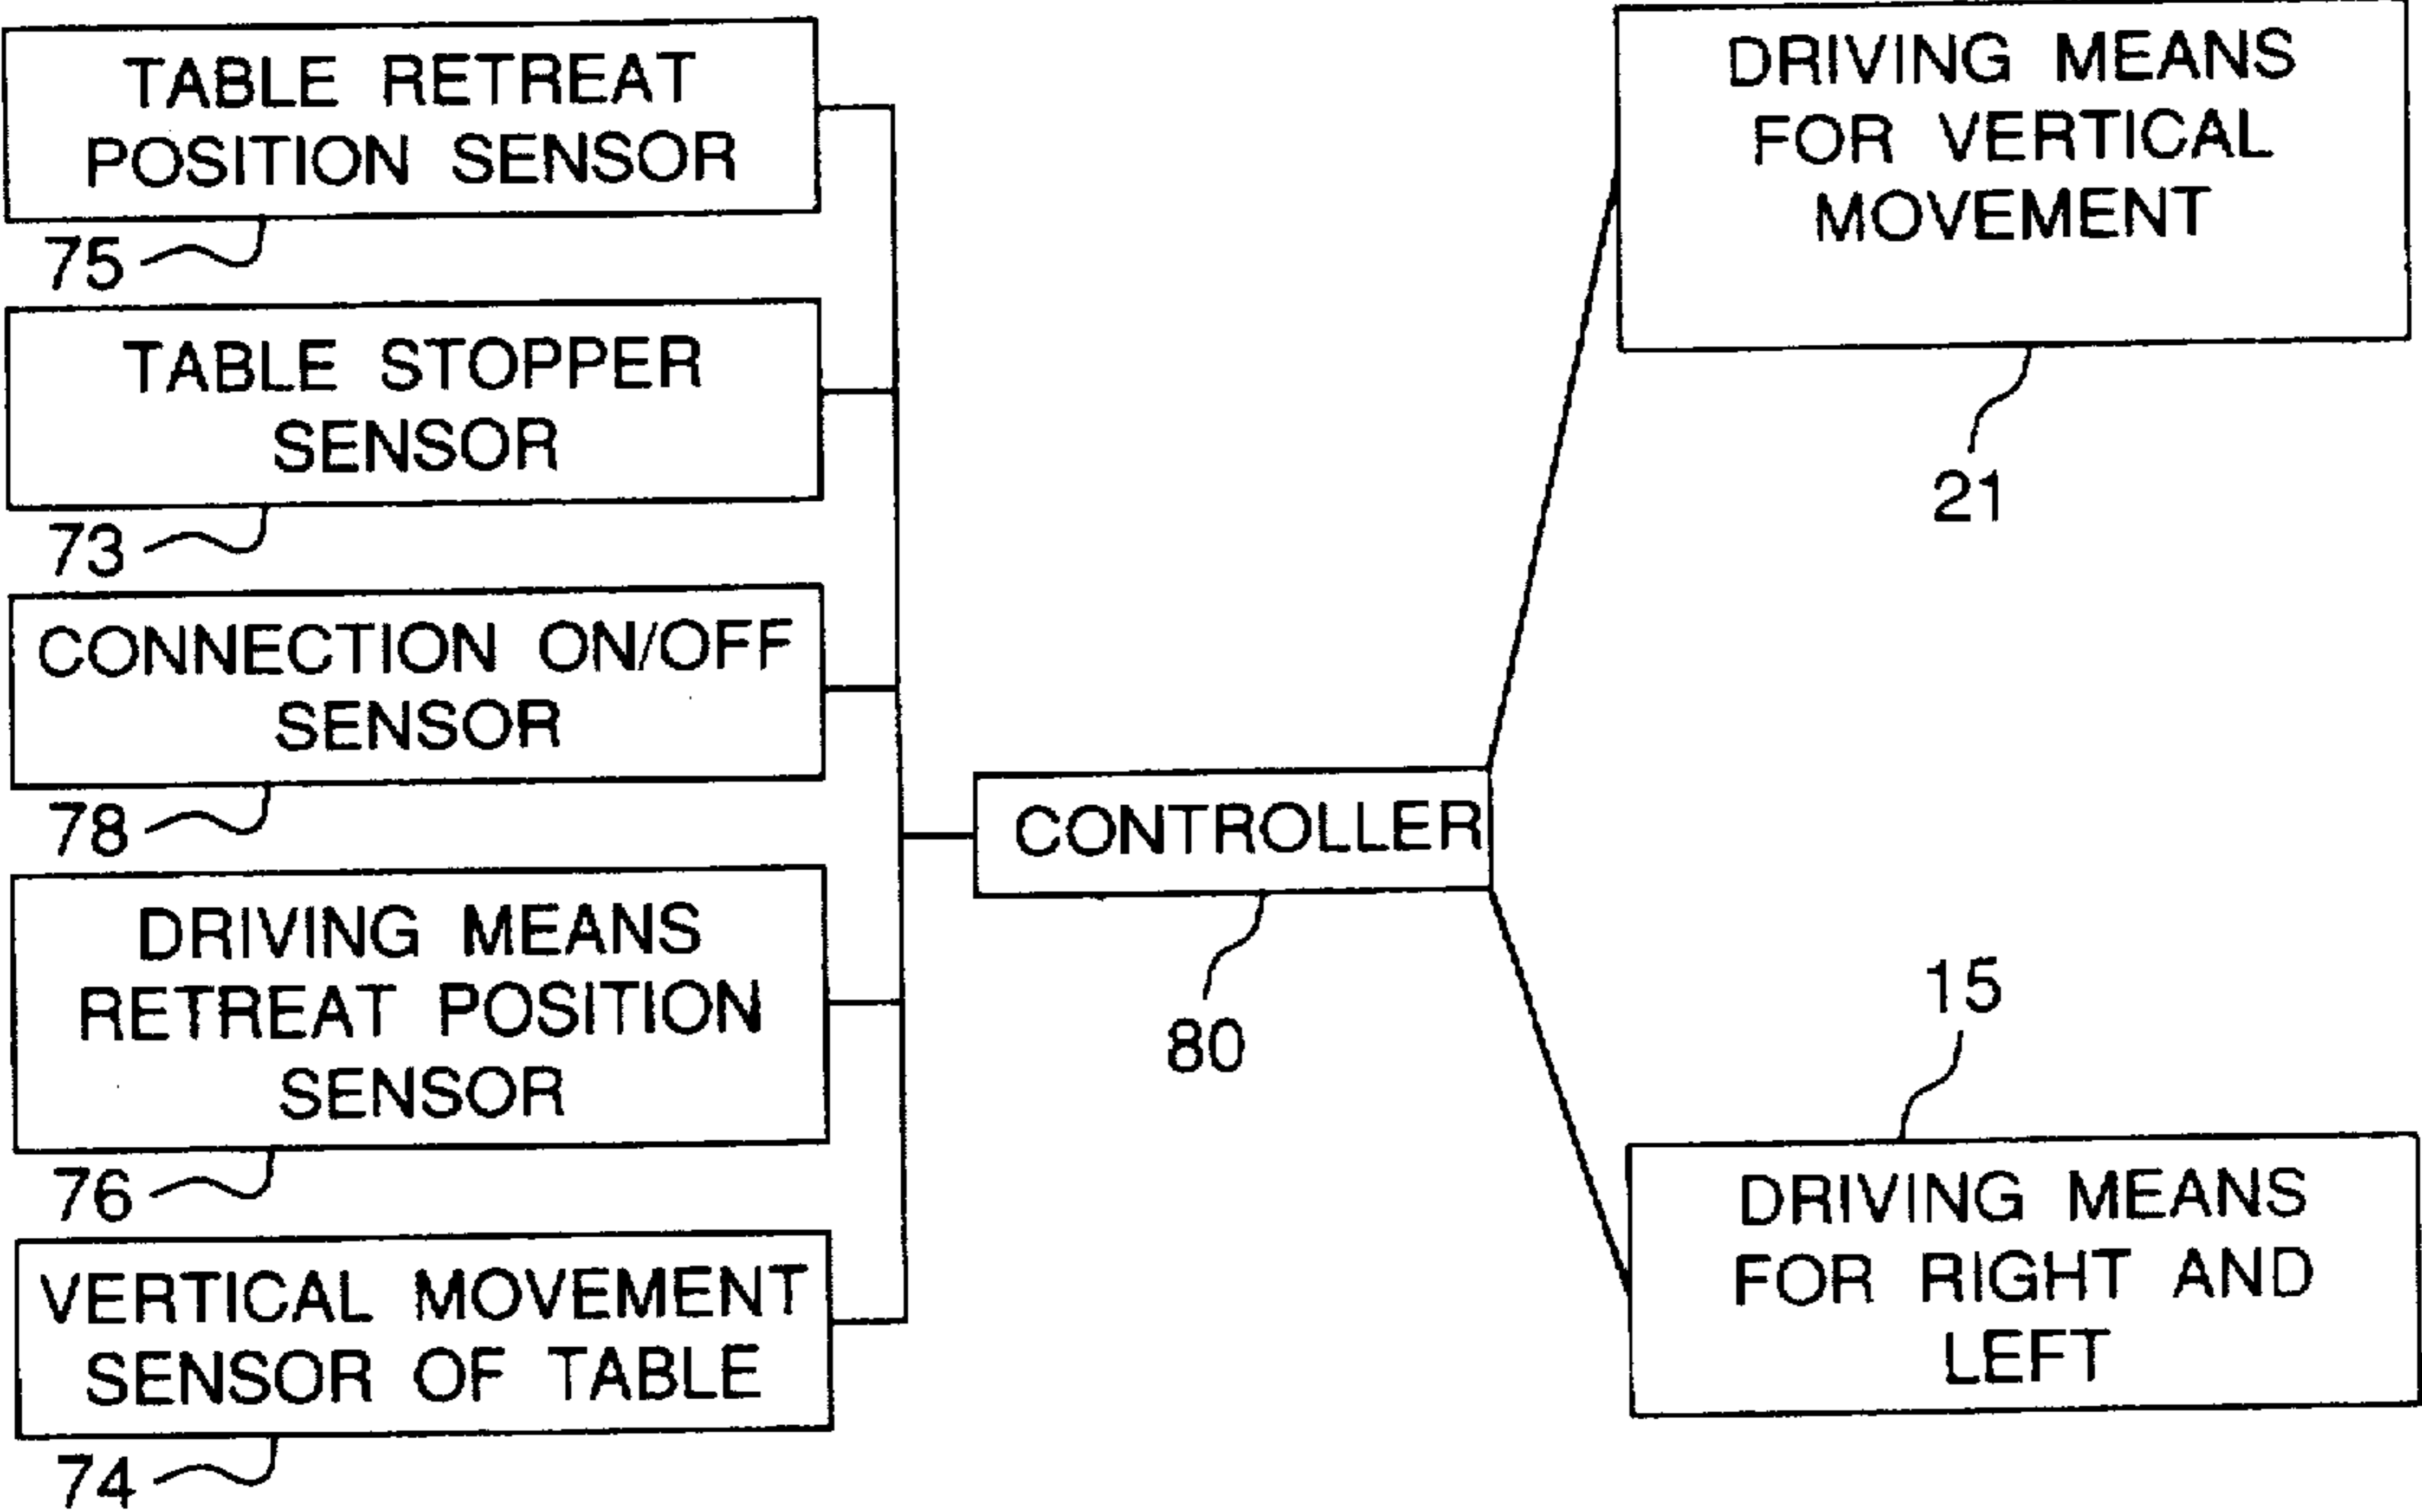 TABLE RETREAT
POSITION SENSOR
75
TABLE STOPPER
SENSOR
73
CONNECTION ON/OFF
SENSOR
78
DRIVING MEANS
RETREAT POSITION
SENSOR
76
VERTICAL MOVEMENT
SENSOR OF TABLE
74
CONTROLLER
80
DRIVING MEANS
FOR VERTICAL
MOVEMENT
21
15
DRIVING MEANS
FOR RIGHT AND
LEFT